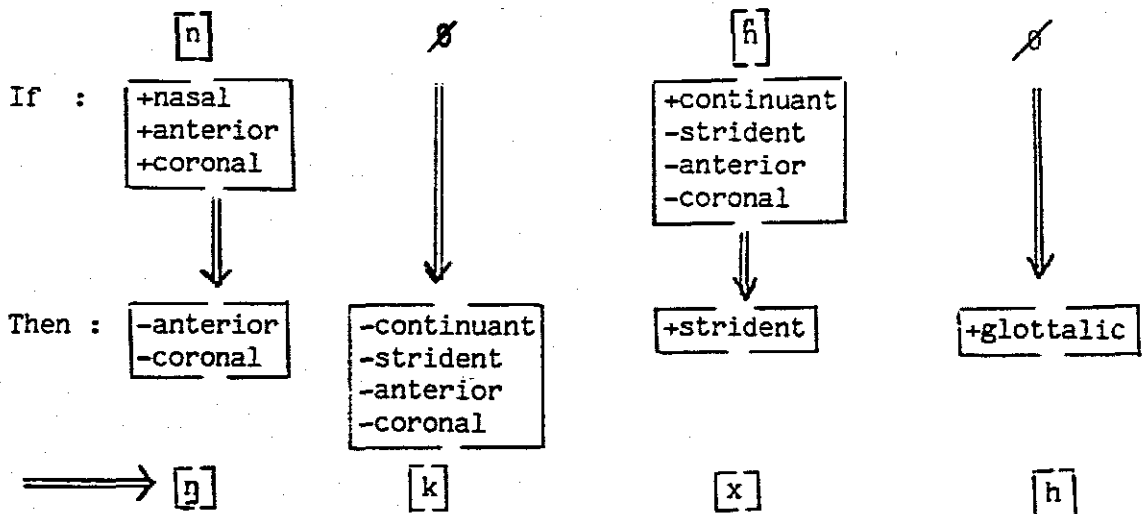 [n] ∅ [ɦ] ∅
If : +nasal +continuant
+anterior -strident
+coronal -anterior
-coronal
Then : -anterior -continuant +strident +glottalic
-coronal -strident
-anterior
-coronal
[ŋ] [k] [x] [h]